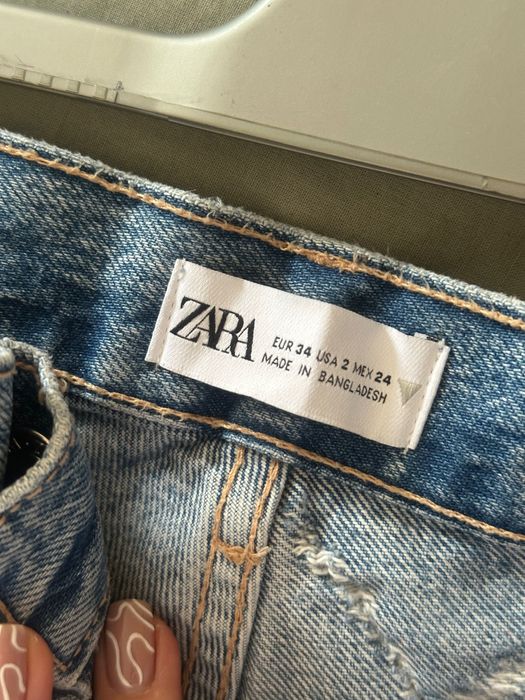 ZARA
EUR 34 USA 2 MEX 24
MADE IN BANGLADESH